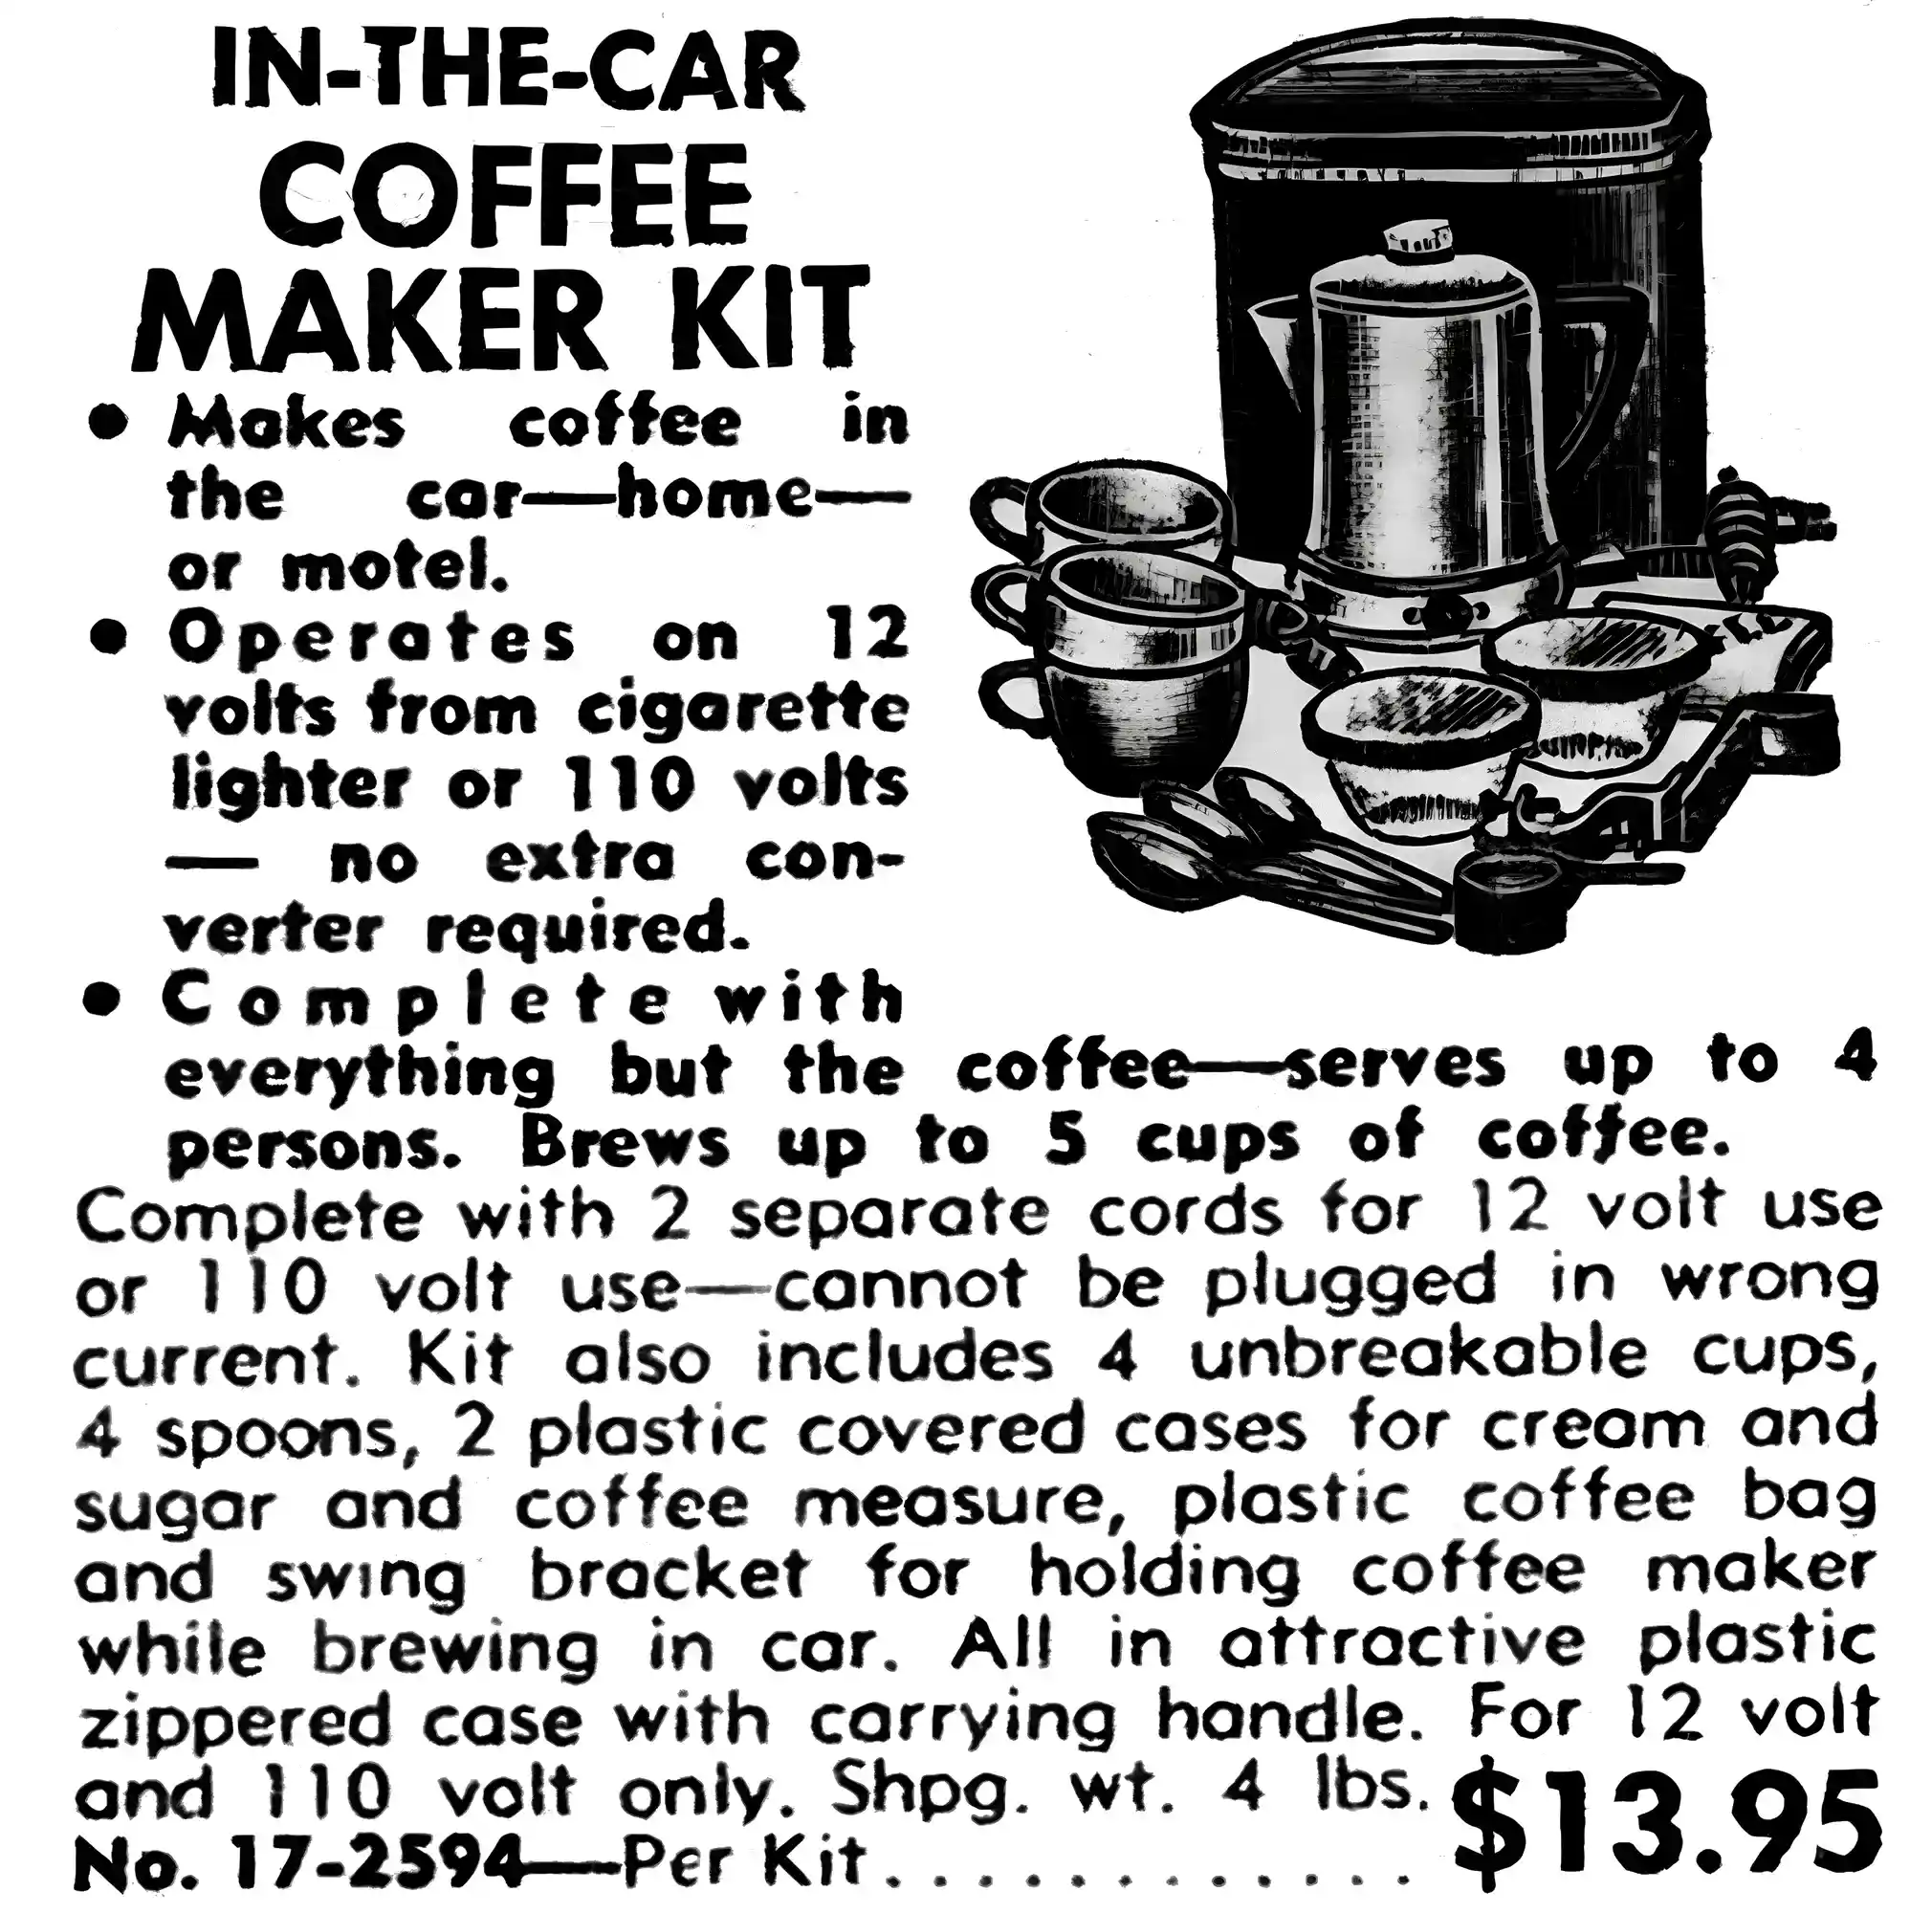 IN-THE-CAR
COFFEE
MAKER KIT
● Makes coffee in
the car—home—
or motel.
● Operates on 12
volts from cigarette
lighter or 110 volts
— no extra con-
verter required.
● Complete with
everything but the coffee—serves up to 4
persons. Brews up to 5 cups of coffee.
Complete with 2 separate cords for 12 volt use
or 110 volt use—cannot be plugged in wrong
current. Kit also includes 4 unbreakable cups,
4 spoons, 2 plastic covered cases for cream and
sugar and coffee measure, plastic coffee bag
and swing bracket for holding coffee maker
while brewing in car. All in attractive plastic
zippered case with carrying handle. For 12 volt
and 110 volt only. Shpg. wt. 4 lbs.
No. 17-2594—Per Kit . . . . . . . . . . . . $13.95